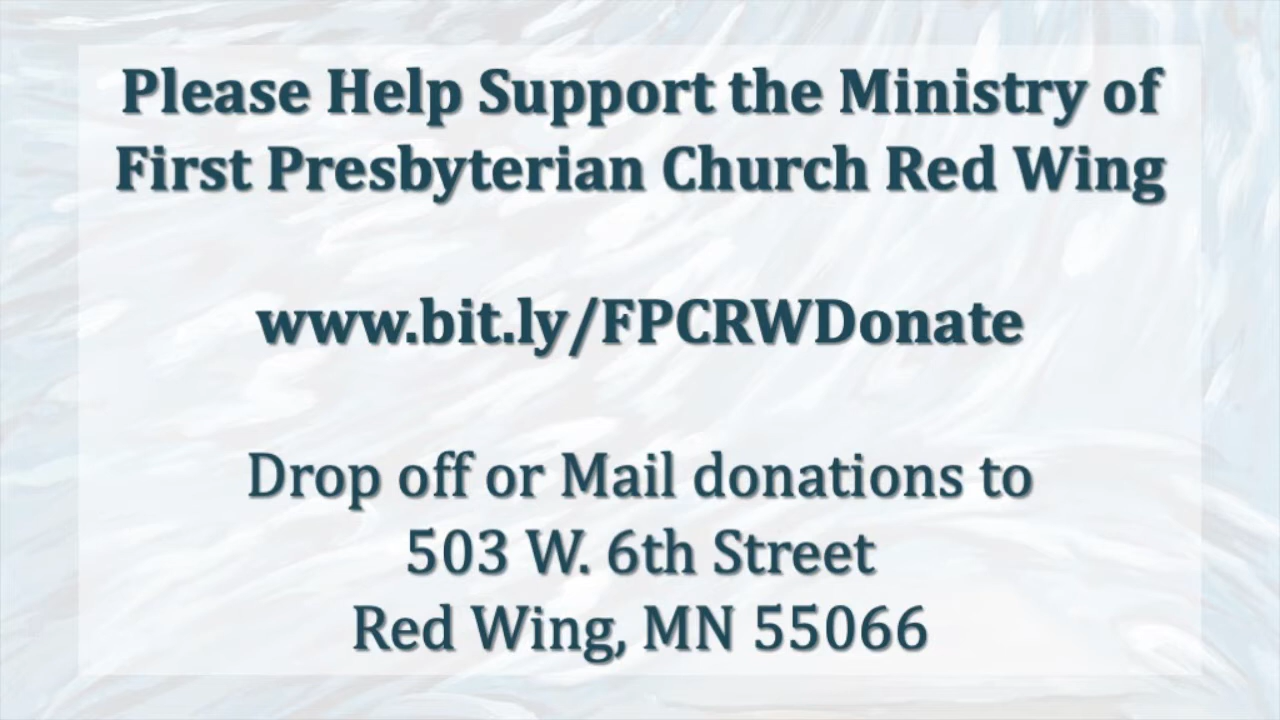 Please Help Support the Ministry of
First Presbyterian Church Red Wing
www.bit.ly/FPCRWDonate
Drop off or Mail donations to
503 W. 6th Street
Red Wing, MN 55066